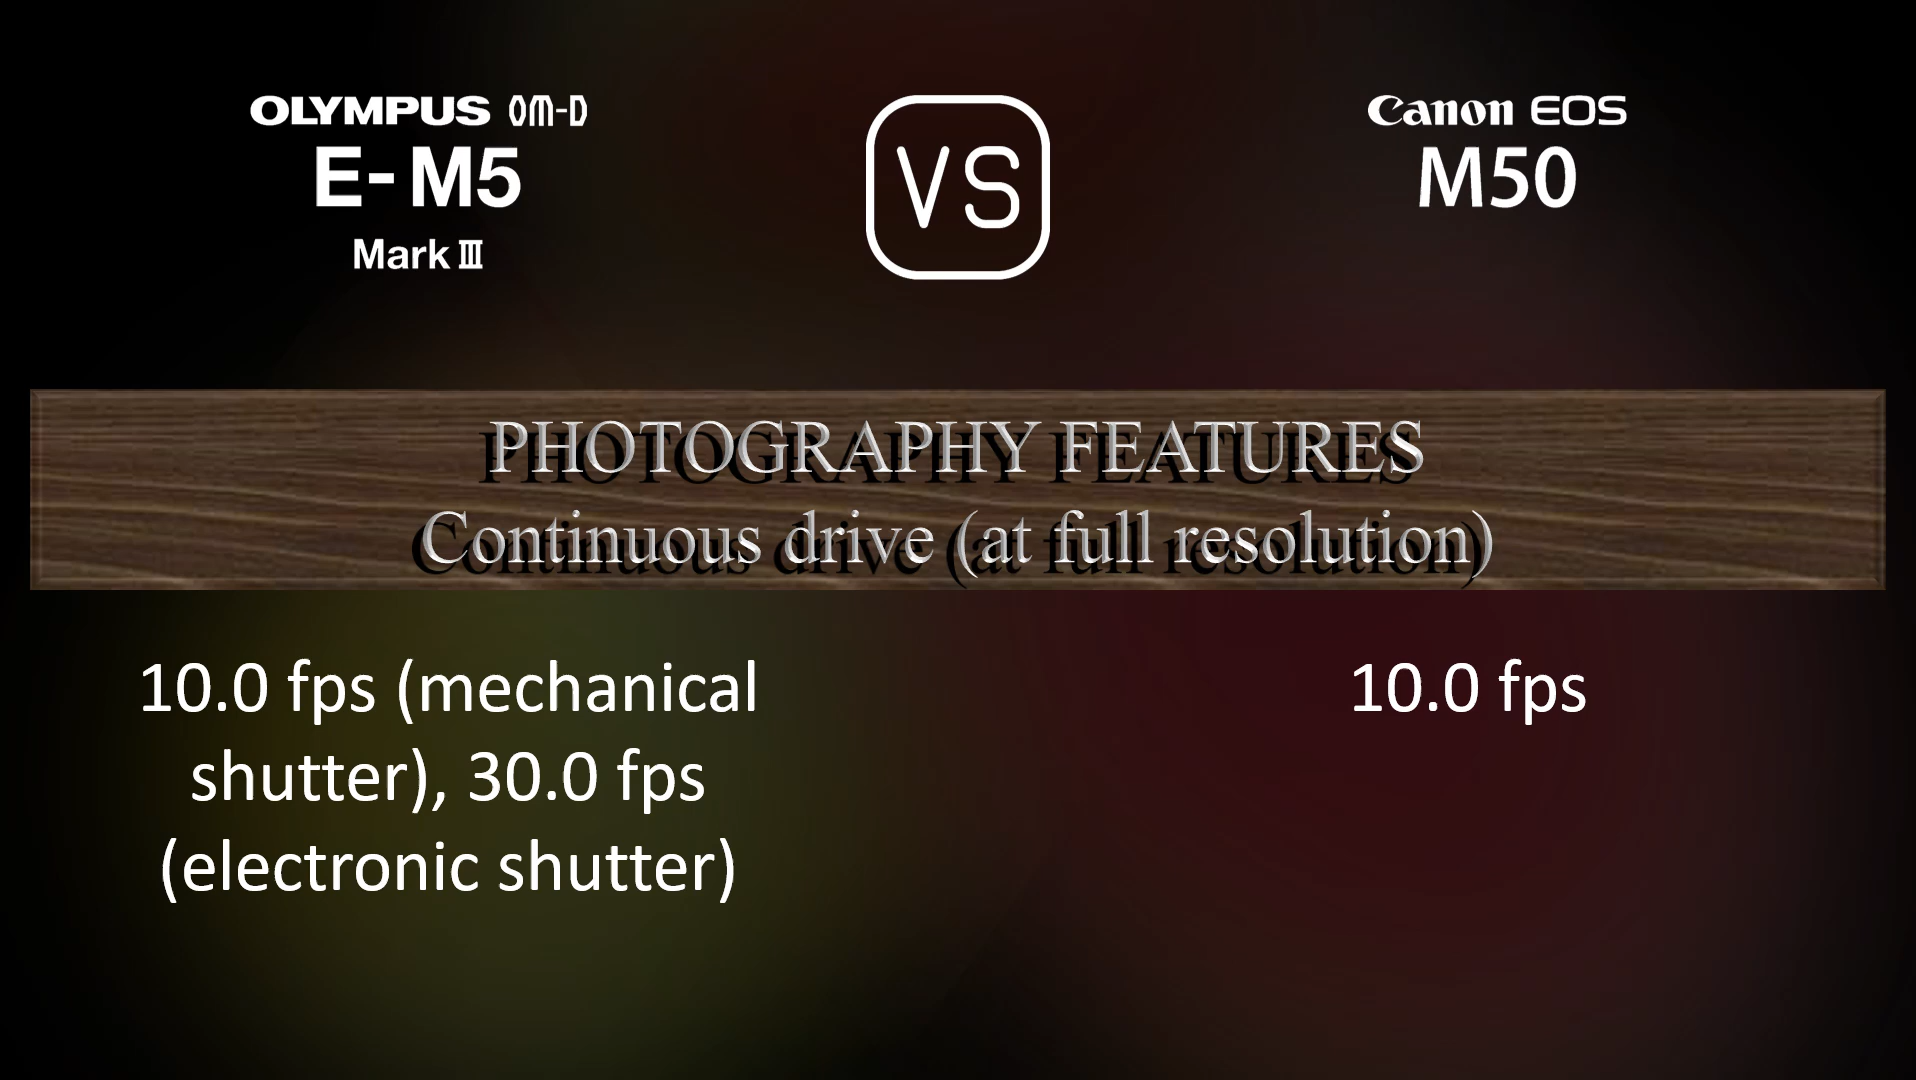 OLYMPUS OM-D
E-M5
Mark III
VS
Canon EOS
M50
PHOTOGRAPHY FEATURES
Continuous drive (at full resolution)
10.0 fps (mechanical
shutter), 30.0 fps
(electronic shutter)
10.0 fps